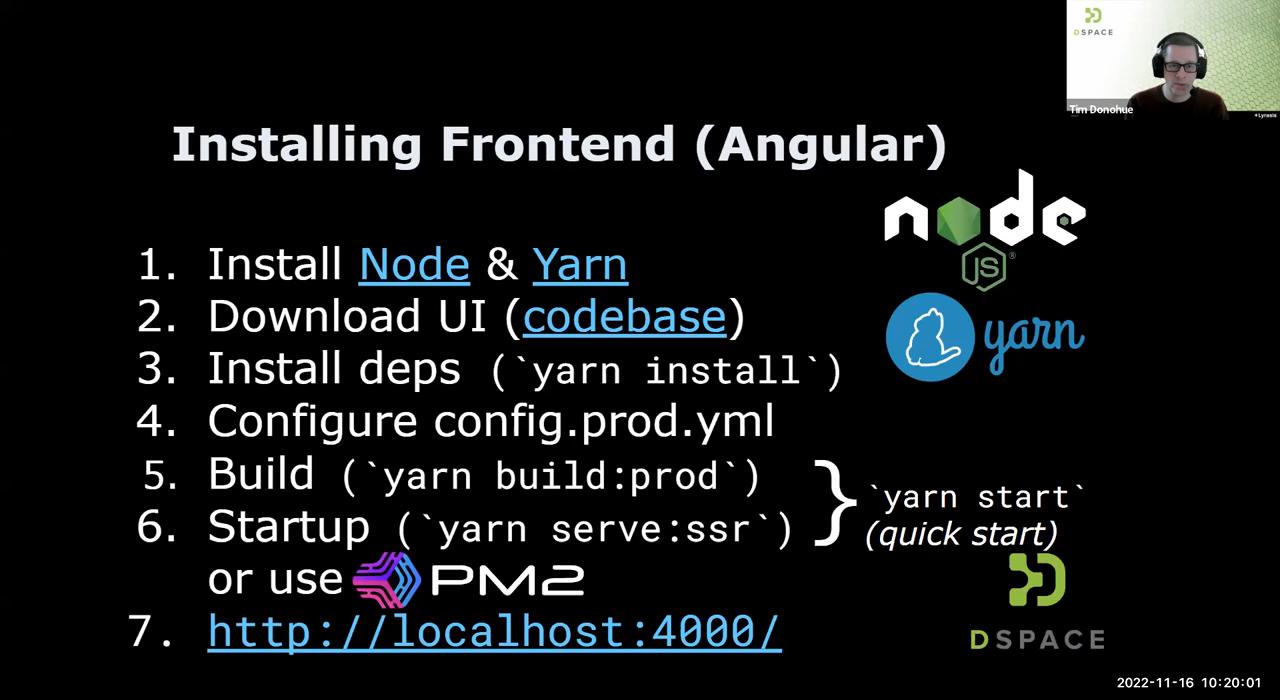 DSPACE
Tim Donohue
Lyrasis
Installing Frontend (Angular)
node
JS
®
1. Install Node & Yarn
2. Download UI (codebase)
yarn
3. Install deps (`yarn install`)
4. Configure config.prod.yml
5. Build (`yarn build:prod`)
6. Startup (`yarn serve:ssr`)
} `yarn start`
(quick start)
or use PM2
7. http://localhost:4000/
DSPACE
2022-11-16 10:20:01